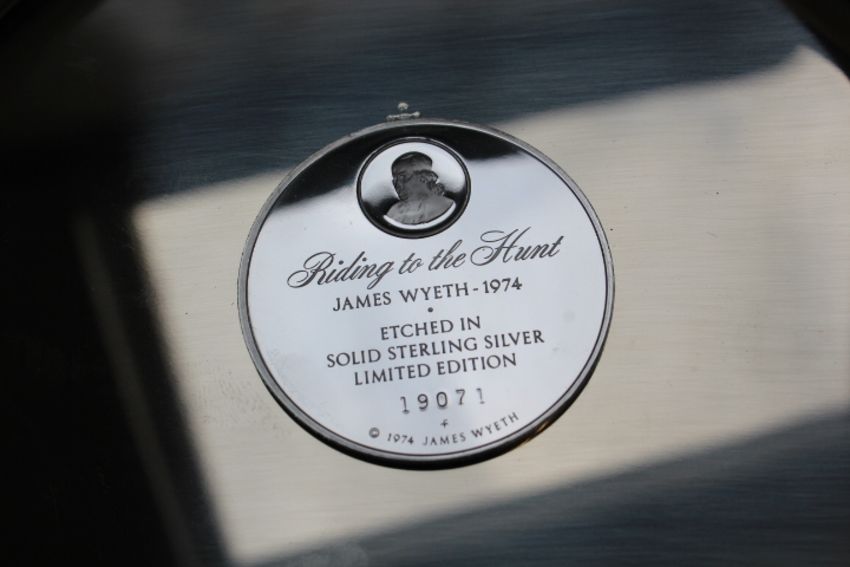 Riding to the Hunt
JAMES WYETH - 1974
•
ETCHED IN
SOLID STERLING SILVER
LIMITED EDITION
19071
© 1974 JAMES WYETH